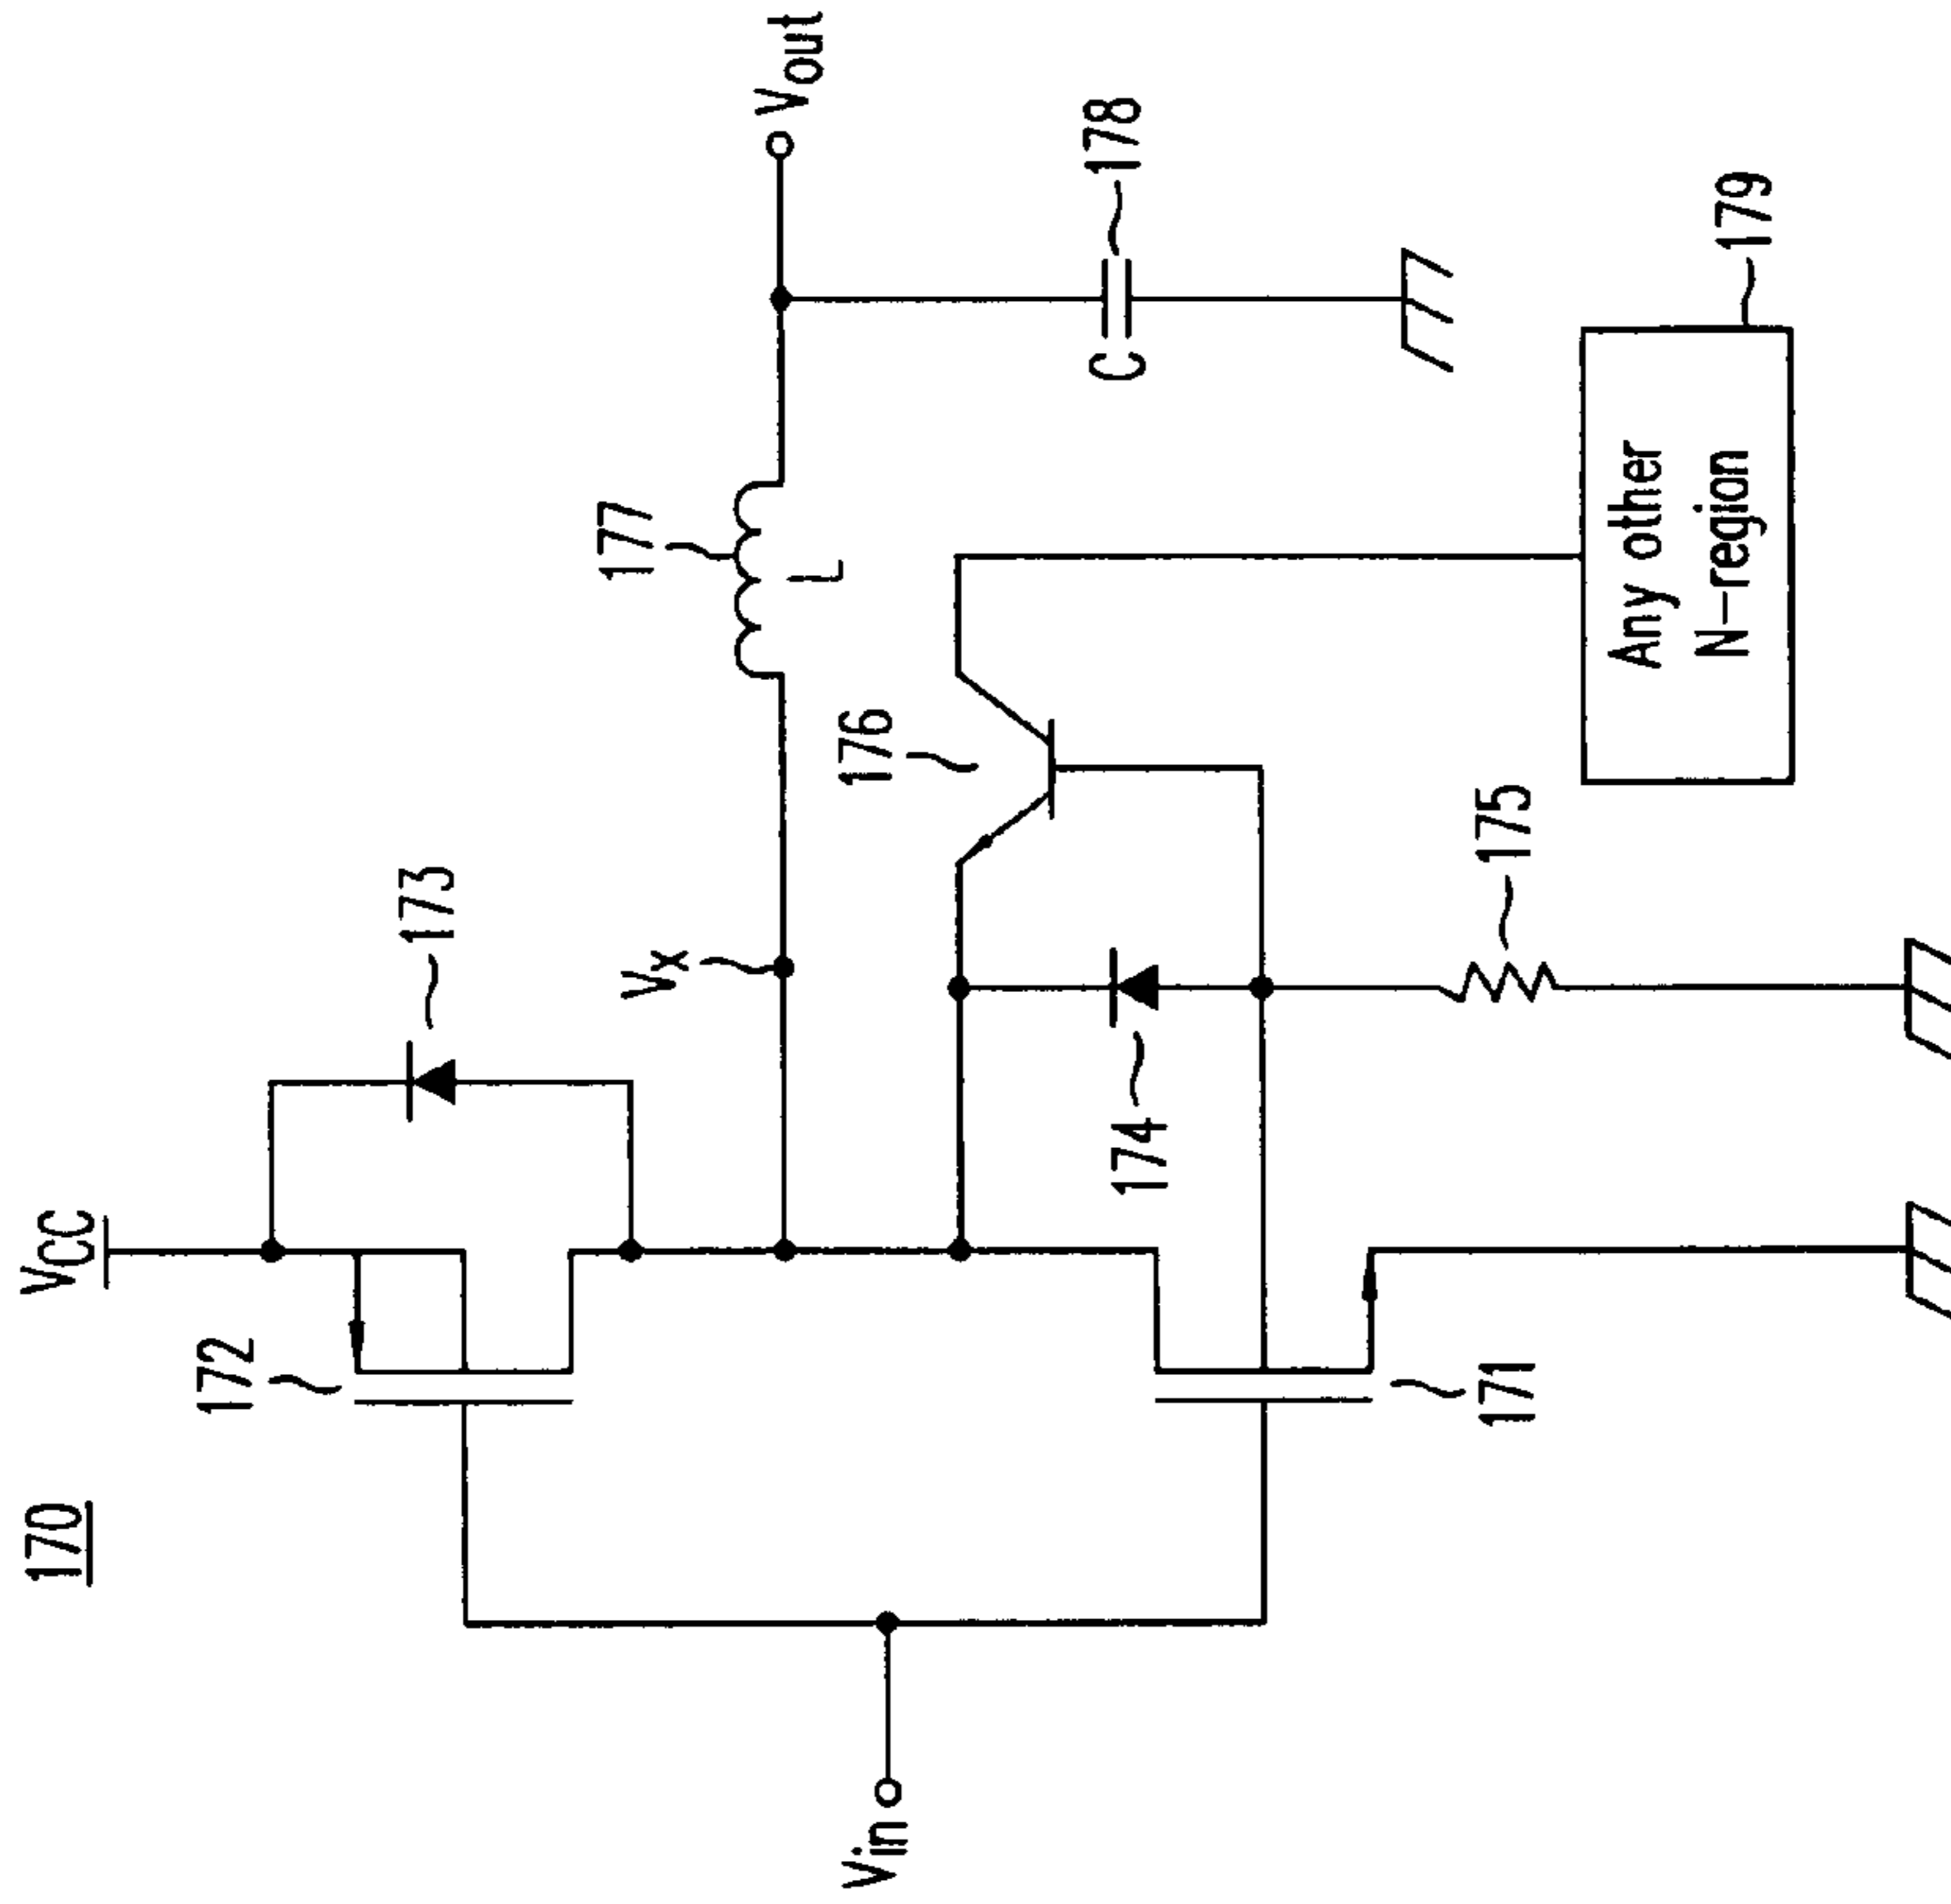 170
Vcc
172
173
Vx
177
L
Vout
176
174
C
178
175
171
Vin
Any other
N-region
179